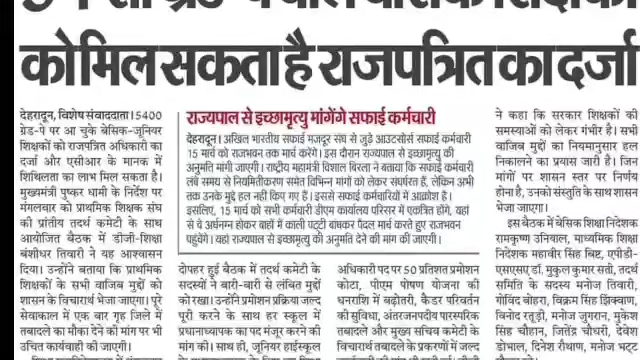 को मिल सकता है राजपत्रित का दर्जा
देहरादून, विशेष संवाददाता। 5400
ग्रेड-पे पर आ चुके बेसिक-जूनियर
शिक्षकों को राजपत्रित अधिकारी का
दर्जा और एसीआर के मानक में
शिथिलता का लाभ मिल सकता है।
मुख्यमंत्री पुष्कर धामी के निर्देश पर
मंगलवार को प्राथमिक शिक्षक संघ
की प्रांतीय तदर्थ कमेटी के साथ
आयोजित बैठक में डीजी-शिक्षा
बंशीधर तिवारी ने यह आश्वासन
दिया। उन्होंने बताया कि प्राथमिक
शिक्षकों के सभी वाजिब मुद्दों को
शासन के विचारार्थ भेजा जाएगा। पूरे
सेवाकाल में एक बार गृह जिले में
तबादले का मौका देने की मांग पर भी
उचित कार्यवाही की जाएगी।
राज्यपाल से इच्छामृत्यु मांगेंगे सफाई कर्मचारी
देहरादून। अखिल भारतीय सफाई मजदूर संघ से जुड़े आउटसोर्स सफाई कर्मचारी
15 मार्च को राजभवन तक मार्च करेंगे। इस दौरान राज्यपाल से इच्छामृत्यु की
अनुमति मांगी जाएगी। राष्ट्रीय महामंत्री विशाल बिरला ने बताया कि सफाई कर्मचारी
लंबे समय से नियमितीकरण समेत विभिन्न मांगों को लेकर संघर्षरत हैं, लेकिन अभी
तक उनके मुद्दे हल नहीं किए गए हैं। इससे सफाई कर्मचारियों में आक्रोश है।
इसलिए, 15 मार्च को सभी कर्मचारी डीएम कार्यालय परिसर में एकत्रित होंगे, यहां
से वे अर्धनग्न होकर बाहों में काली पट्टी बांधकर पैदल मार्च करते हुए राजभवन
पहुंचेंगे। यहां राज्यपाल से इच्छामृत्यु की अनुमति देने की मांग की जाएगी।
दोपहर हुई बैठक में तदर्थ कमेटी के
सदस्यों ने बारी-बारी से लंबित मुद्दों
को रखा। उन्होंने प्रमोशन प्रक्रिया जल्द
पूरी करने के साथ हर स्कूल में
प्रधानाध्यापक का पद मंजूर करने की
मांग की। साथ ही, जूनियर हाईस्कूल
अधिकारी पद पर 50 प्रतिशत प्रमोशन
कोटा, पीएम पोषण योजना की
धनराशि में बढ़ोतरी, कैडर परिवर्तन
की सुविधा, अंतरजनपदीय पारस्परिक
तबादले और मुख्य सचिव कमेटी के
तबादला के प्रकरणों में जल्द
ने कहा कि सरकार शिक्षकों की
समस्याओं को लेकर गंभीर है। सभी
वाजिब मुद्दों का नियमानुसार हल
निकालने का प्रयास जारी है। जिन
मांगों पर शासन स्तर पर निर्णय
होना है, उनको संस्तुति के साथ शासन
भेजा जाएगा।
इस बैठक में बेसिक शिक्षा निदेशक
रामकृष्ण उनियाल, माध्यमिक शिक्षा
निदेशक महावीर सिंह बिष्ट, एपीडी-
एसएसए डॉ. मुकुल कुमार सती, तदर्थ
समिति के सदस्य मनोज तिवारी,
गोविंद बोहरा, विक्रम सिंह झिंक्वाण,
विनोद रतूड़ी, मनोज जुगरान, मुकेश
सिंह चौहान, जितेंद्र चौधरी, देवेश
डोभाल, दिनेश रौथाण, मनोज भट्ट